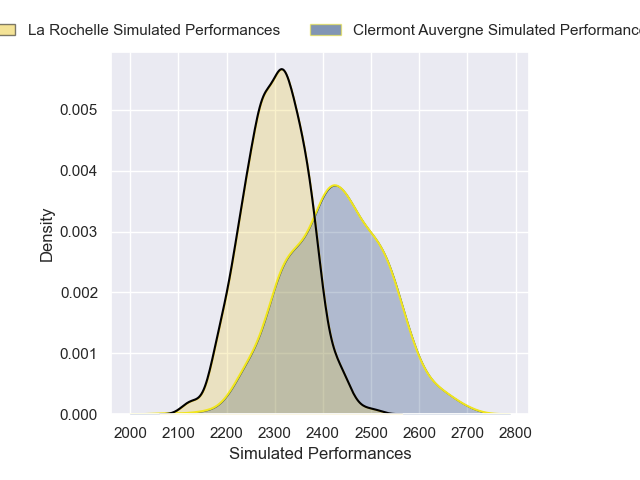 La Rochelle Simulated Performances
Clermont Auvergne Simulated
0.005
0.004
0.003
0.002
0.001
0.000
Density
2000 2100 2200 2300 2400 2500 2600 2700 2800
Simulated Performances